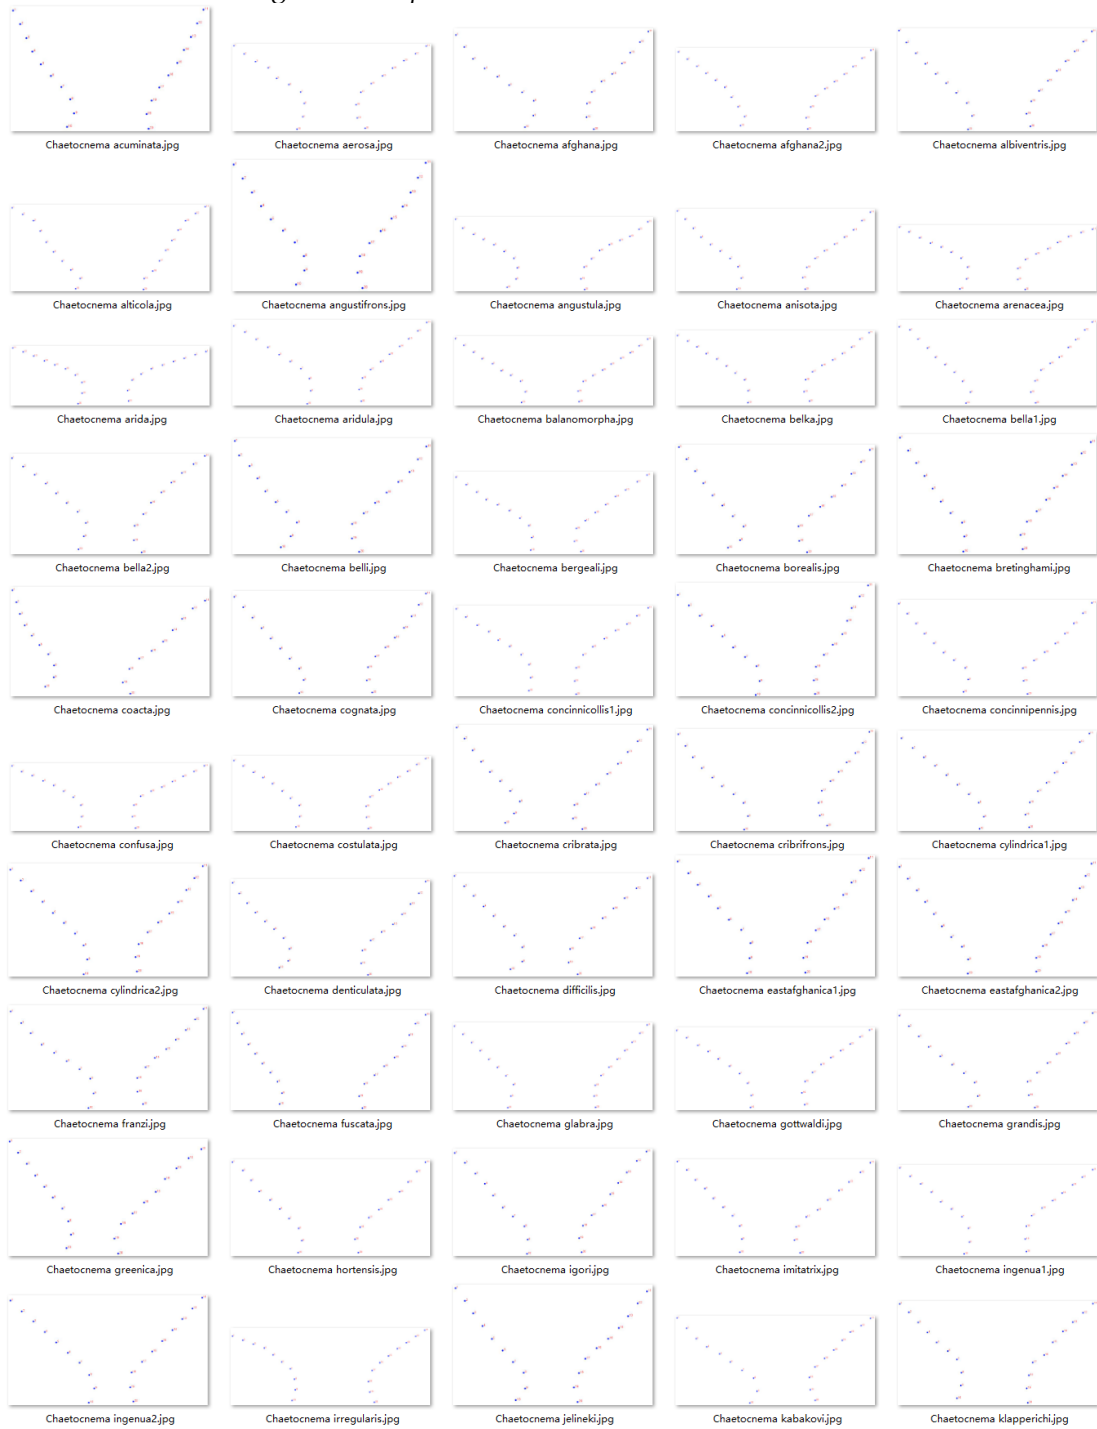 Chaetocnema acuminata.jpg Chaetocnema aerosa.jpg Chaetocnema afghana.jpg Chaetocnema afghana2.jpg Chaetocnema albiventris.jpg
Chaetocnema alticola.jpg Chaetocnema angustifrons.jpg Chaetocnema angustula.jpg Chaetocnema anisota.jpg Chaetocnema arenacea.jpg
Chaetocnema arida.jpg Chaetocnema aridula.jpg Chaetocnema balanomorpha.jpg Chaetocnema belka.jpg Chaetocnema bella1.jpg
Chaetocnema bella2.jpg Chaetocnema belli.jpg Chaetocnema bergeali.jpg Chaetocnema borealis.jpg Chaetocnema bretinghami.jpg
Chaetocnema coacta.jpg Chaetocnema cognata.jpg Chaetocnema concinnicollis1.jpg Chaetocnema concinnicollis2.jpg Chaetocnema concinnipennis.jpg
Chaetocnema confusa.jpg Chaetocnema costulata.jpg Chaetocnema cribrata.jpg Chaetocnema cribrifrons.jpg Chaetocnema cylindrica1.jpg
Chaetocnema cylindrica2.jpg Chaetocnema denticulata.jpg Chaetocnema difficilis.jpg Chaetocnema eastafghanica1.jpg Chaetocnema eastafghanica2.jpg
Chaetocnema franzi.jpg Chaetocnema fuscata.jpg Chaetocnema glabra.jpg Chaetocnema gottwaldi.jpg Chaetocnema grandis.jpg
Chaetocnema greenica.jpg Chaetocnema hortensis.jpg Chaetocnema igori.jpg Chaetocnema imitatrix.jpg Chaetocnema ingenua1.jpg
Chaetocnema ingenua2.jpg Chaetocnema irregularis.jpg Chaetocnema jelineki.jpg Chaetocnema kabakovi.jpg Chaetocnema klapperichi.jpg